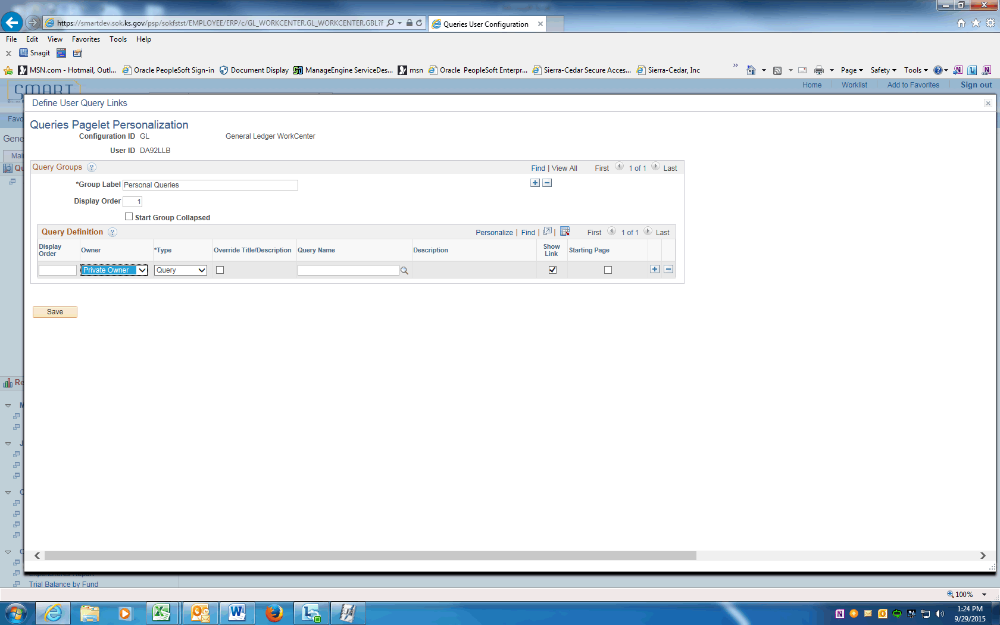 https://smartdev.sok.ks.gov/psp/sokfstst/EMPLOYEE/ERP/c/GL_WORKCENTER.GL_WORKCENTER.GBL?F
Queries User Configuration
File Edit View Favorites Tools Help
Snagit
MSN.com - Hotmail, Outl... Oracle PeopleSoft Sign-in Document Display ManageEngine ServiceDes... msn Oracle PeopleSoft Enterpr... Sierra-Cedar Secure Acces... Sierra-Cedar, Inc Page Safety Tools
SMART
Home Worklist Add to Favorites Sign out
Define User Query Links
Favo
Queries Pagelet Personalization
Configuration ID GL General Ledger WorkCenter
Gene
User ID DA92LLB
Mai
Qu
Query Groups Find | View All First 1 of 1 Last
*Group Label Personal Queries
Display Order 1
Start Group Collapsed
Query Definition Personalize | Find | | First 1 of 1 Last
Display Order Owner *Type Override Title/Description Query Name Description Show Link Starting Page
Private Owner Query
Save
Re
Trial Balance by Fund
100%
1:24 PM
9/29/2015